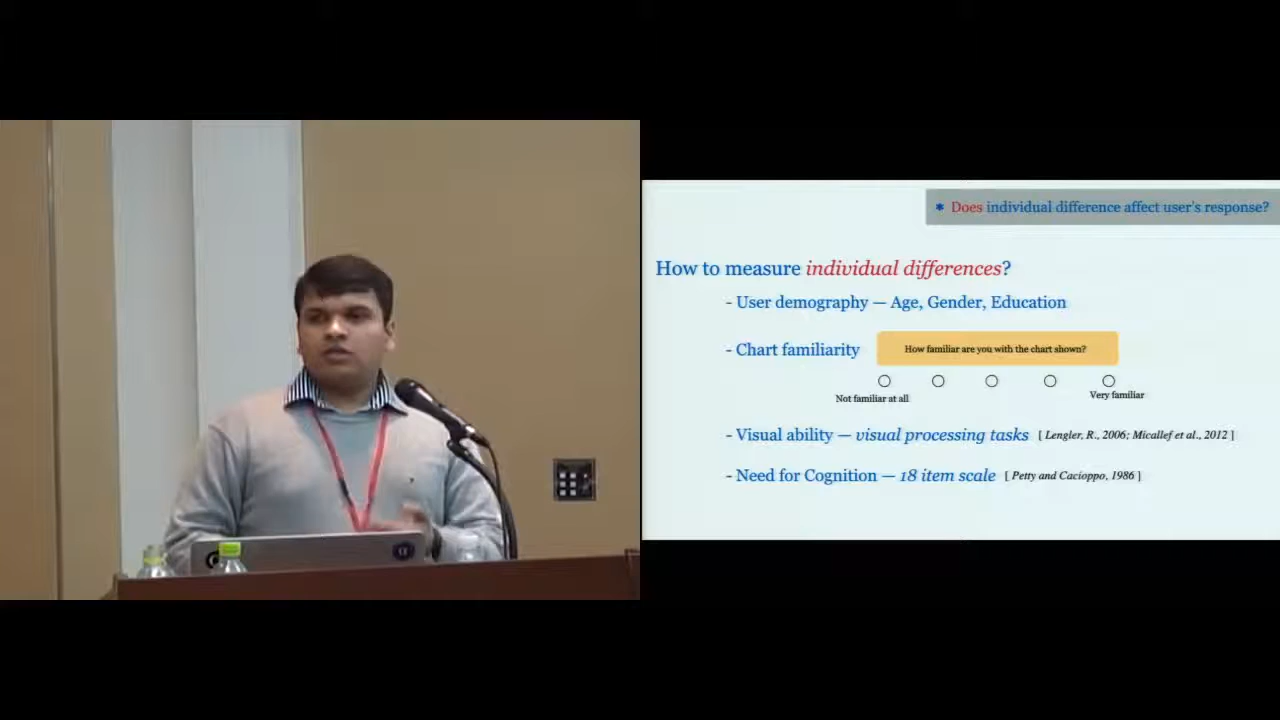 * Does individual difference affect user's response?
How to measure individual differences?
- User demography — Age, Gender, Education
- Chart familiarity
How familiar are you with the chart shown?
Not familiar at all
Very familiar
- Visual ability — visual processing tasks [ Lengler, R., 2006; Micallef et al., 2012 ]
- Need for Cognition — 18 item scale [ Petty and Cacioppo, 1986 ]